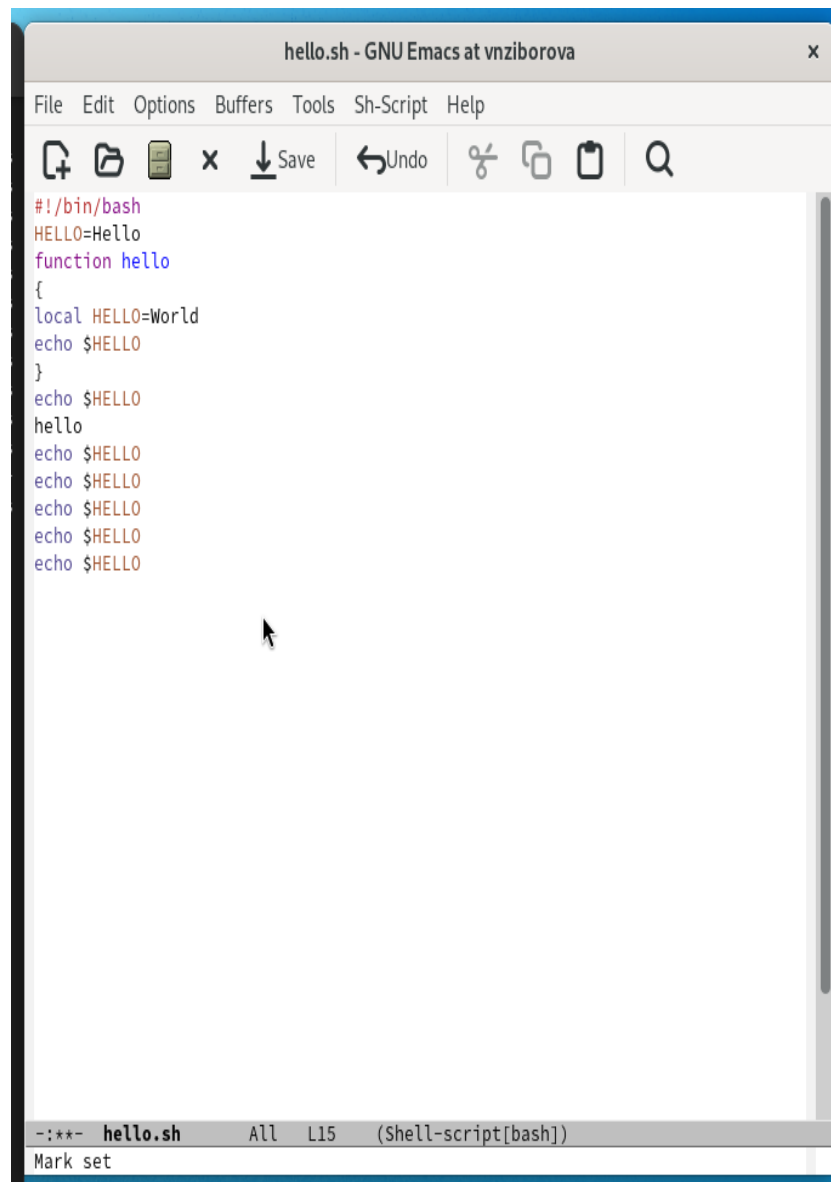 hello.sh - GNU Emacs at vnziborova x
File Edit Options Buffers Tools Sh-Script Help
Save Undo
#!/bin/bash
HELLO=Hello
function hello
{
local HELLO=World
echo $HELLO
}
echo $HELLO
hello
echo $HELLO
echo $HELLO
echo $HELLO
echo $HELLO
echo $HELLO
-:**- hello.sh All L15 (Shell-script[bash])
Mark set